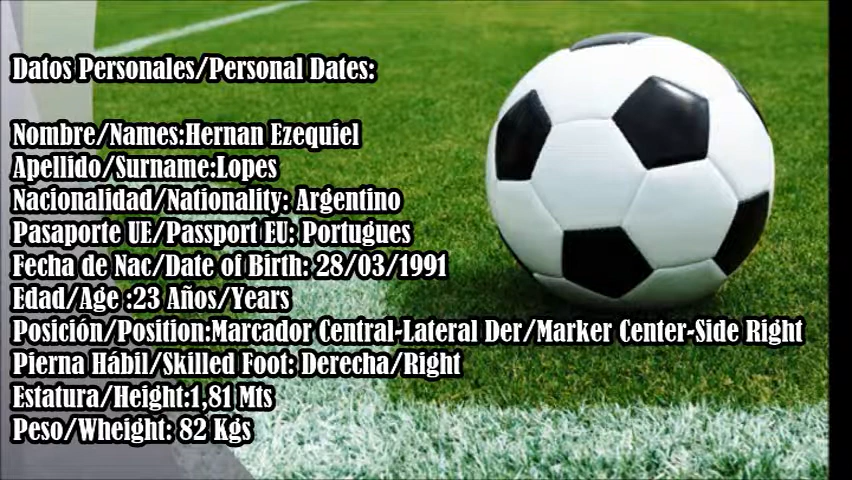 Datos Personales/Personal Dates:
Nombre/Names:Hernan Ezequiel
Apellido/Surname:Lopes
Nacionalidad/Nationality: Argentino
Pasaporte UE/Passport EU: Portugues
Fecha de Nac/Date of Birth: 28/03/1991
Edad/Age :23 Años/Years
Posición/Position:Marcador Central-Lateral Der/Marker Center-Side Right
Pierna Hábil/Skilled Foot: Derecha/Right
Estatura/Height:1,81 Mts
Peso/Wheight: 82 Kgs